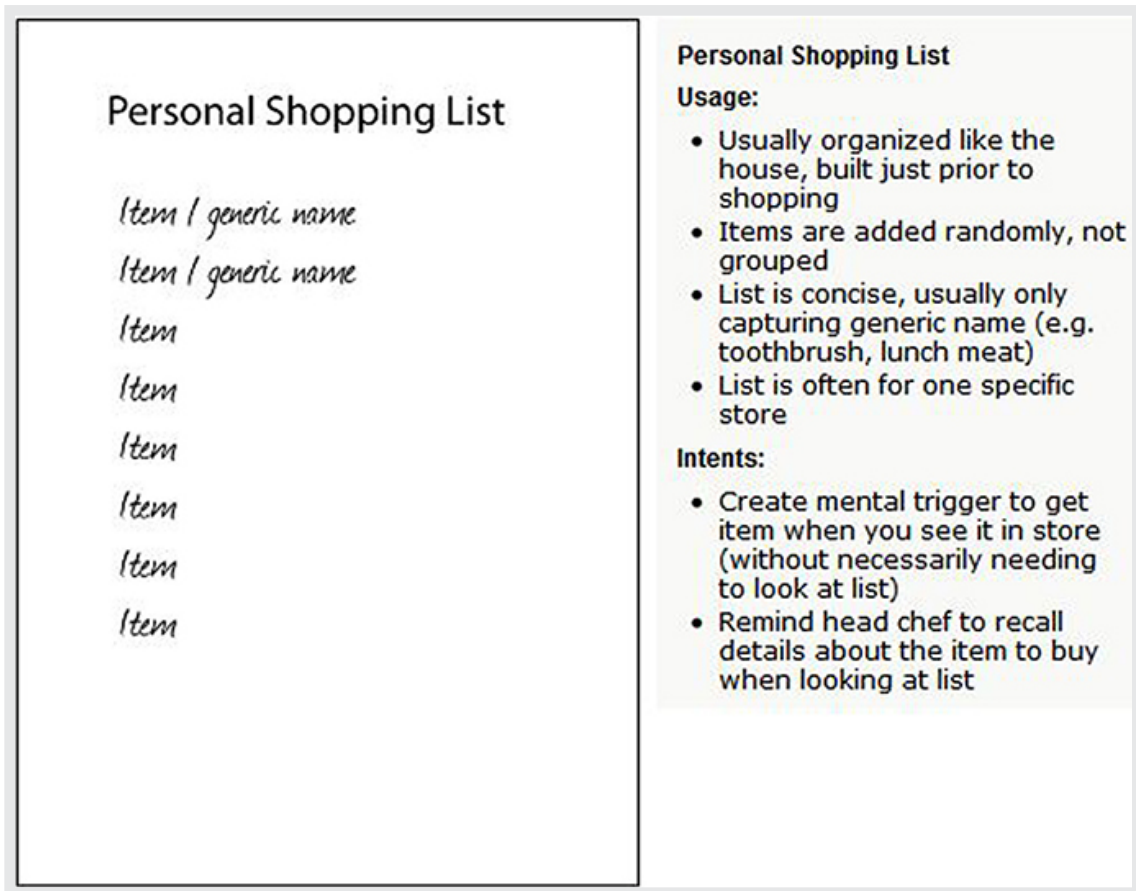 Personal Shopping List
Item / generic name
Item / generic name
Item
Item
Item
Item
Item
Item
Personal Shopping List
Usage:
• Usually organized like the
house, built just prior to
shopping
• Items are added randomly, not
grouped
• List is concise, usually only
capturing generic name (e.g.
toothbrush, lunch meat)
• List is often for one specific
store
Intents:
• Create mental trigger to get
item when you see it in store
(without necessarily needing
to look at list)
• Remind head chef to recall
details about the item to buy
when looking at list